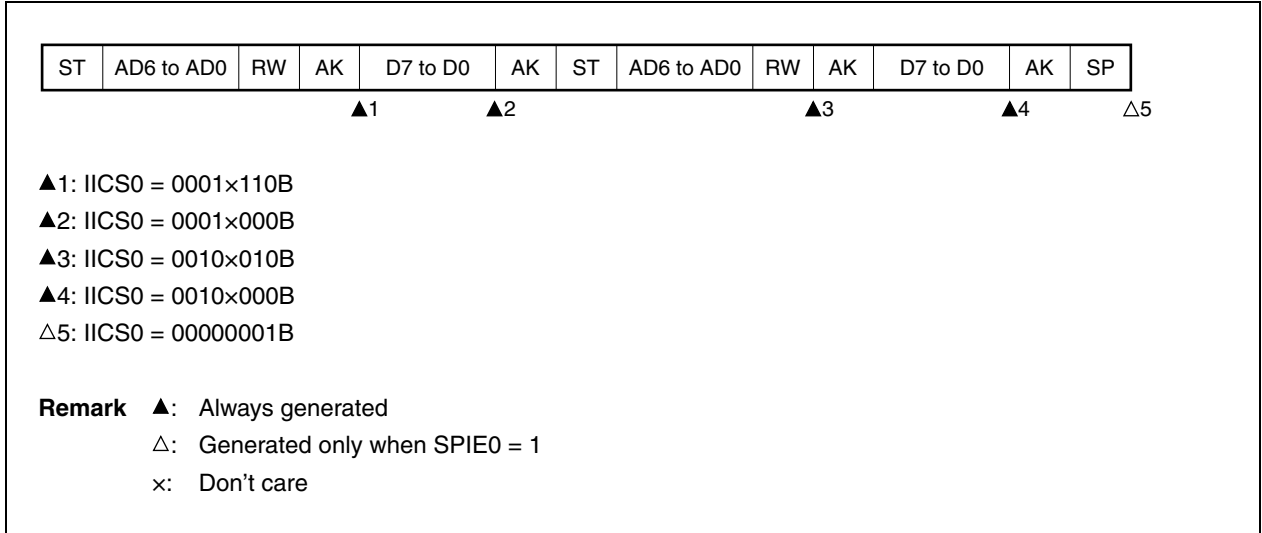 ST AD6 to AD0 RW AK D7 to D0 AK ST AD6 to AD0 RW AK D7 to D0 AK SP
▲1 ▲2 ▲3 ▲4 △5
▲1: IICS0 = 0001×110B
▲2: IICS0 = 0001×000B
▲3: IICS0 = 0010×010B
▲4: IICS0 = 0010×000B
△5: IICS0 = 00000001B
Remark ▲: Always generated
△: Generated only when SPIE0 = 1
×: Don't care